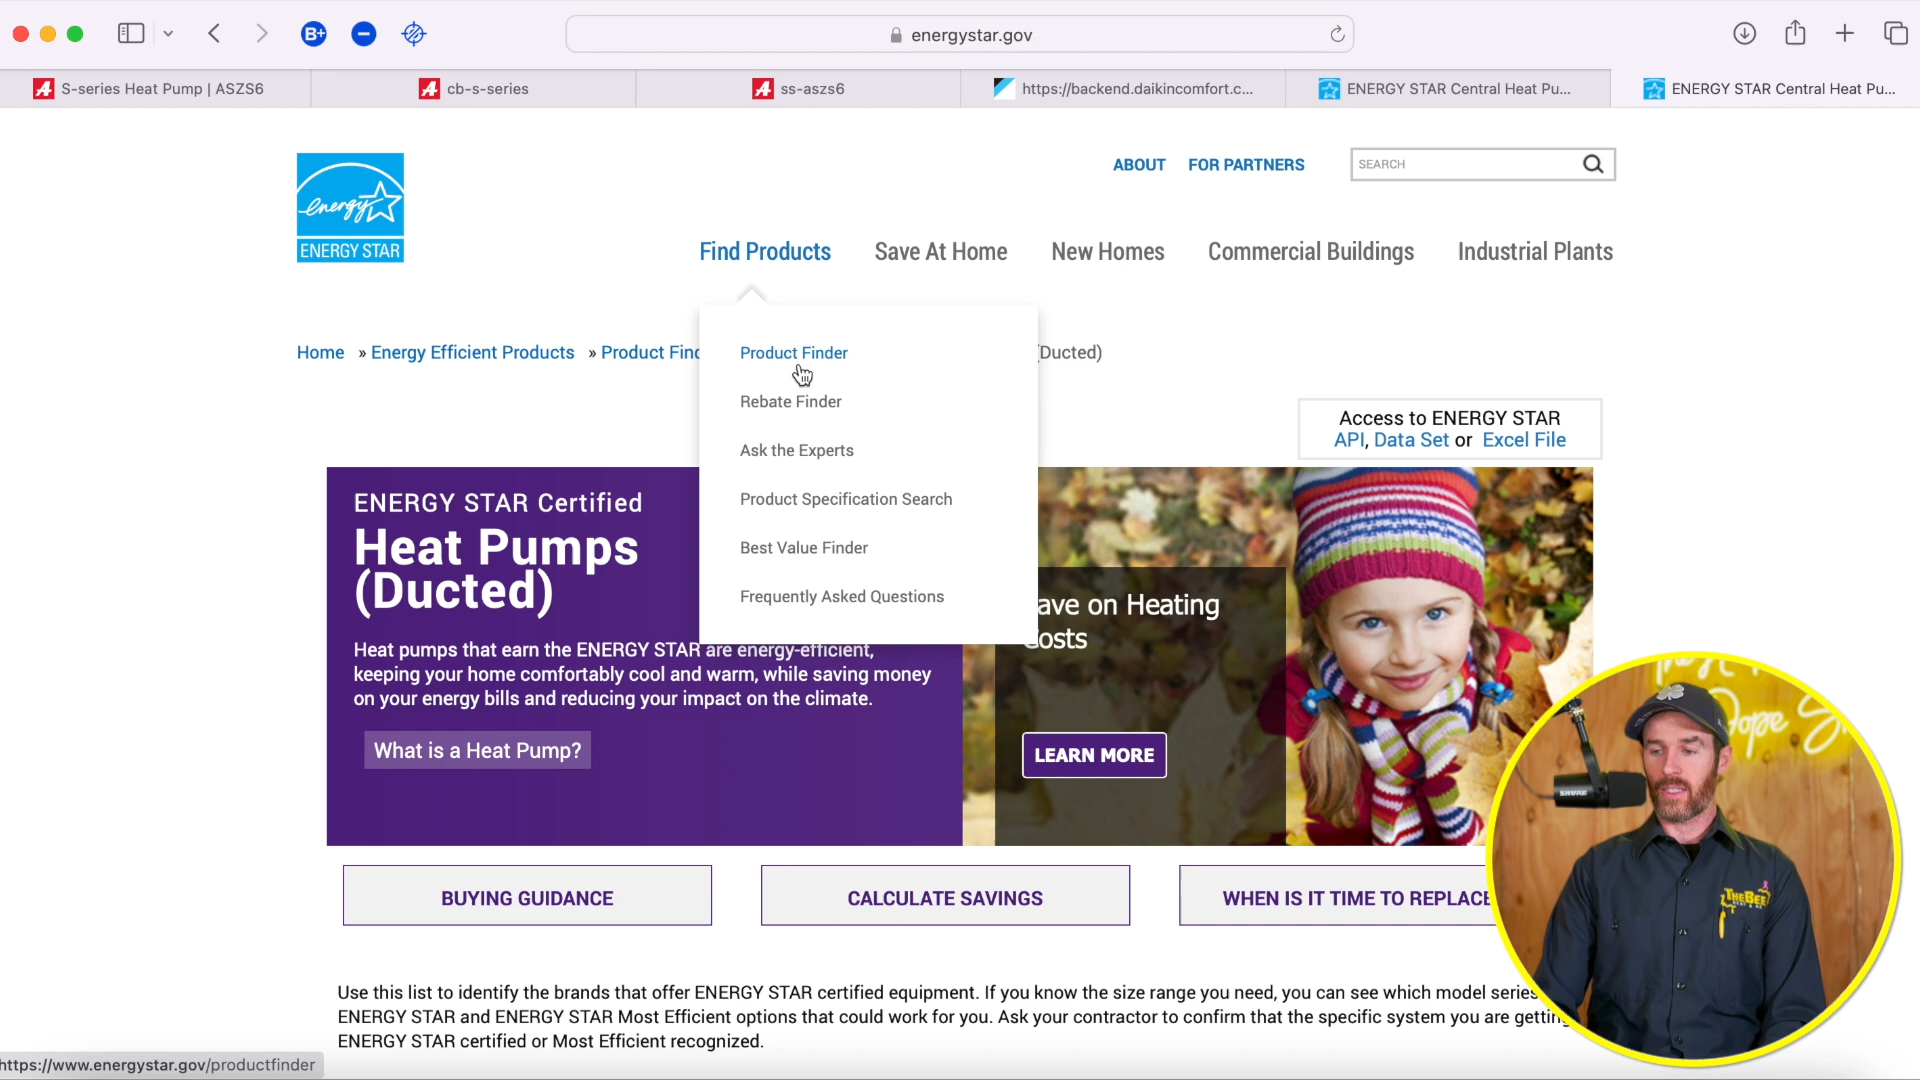 energystar.gov
S-series Heat Pump | ASZS6
cb-s-series
ss-aszs6
https://backend.daikincomfort.c...
ENERGY STAR Central Heat Pu...
ENERGY STAR Central Heat Pu...
energy
ENERGY STAR
ABOUT
FOR PARTNERS
SEARCH
Find Products
Save At Home
New Homes
Commercial Buildings
Industrial Plants
Home » Energy Efficient Products » Product Find
(Ducted)
Product Finder
Rebate Finder
Ask the Experts
Product Specification Search
Best Value Finder
Frequently Asked Questions
Access to ENERGY STAR
API, Data Set or Excel File
ENERGY STAR Certified
Heat Pumps
(Ducted)
Heat pumps that earn the ENERGY STAR are energy-efficient,
keeping your home comfortably cool and warm, while saving money
on your energy bills and reducing your impact on the climate.
What is a Heat Pump?
ave on Heating
Costs
LEARN MORE
BUYING GUIDANCE
CALCULATE SAVINGS
WHEN IS IT TIME TO REPLACE
Use this list to identify the brands that offer ENERGY STAR certified equipment. If you know the size range you need, you can see which model series
ENERGY STAR and ENERGY STAR Most Efficient options that could work for you. Ask your contractor to confirm that the specific system you are getting
ENERGY STAR certified or Most Efficient recognized.
https://www.energystar.gov/productfinder
B+
SHURE
TheBee